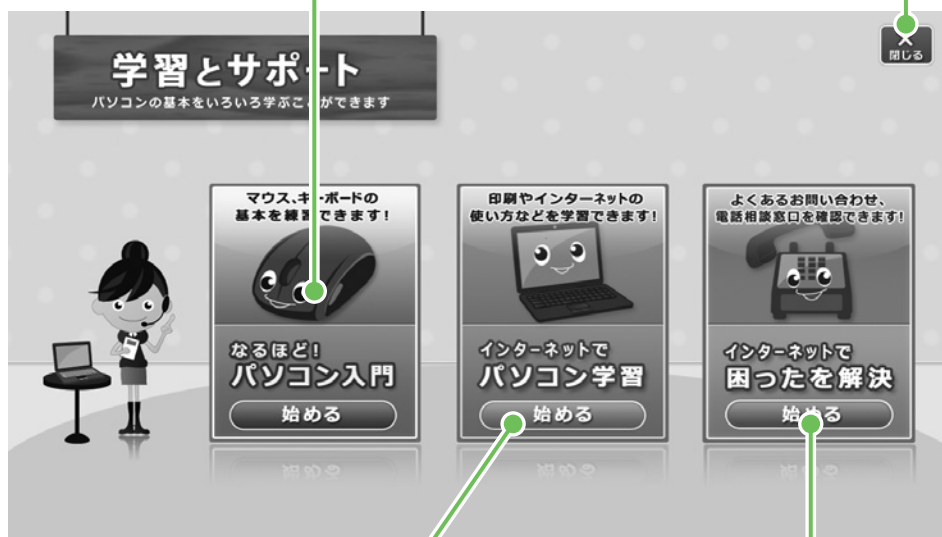 学習とサポート
パソコンの基本をいろいろ学ぶことができます
×
閉じる
マウス、キーボードの
基本を練習できます!
なるほど!
パソコン入門
始める
印刷やインターネットの
使い方などを学習できます!
インターネットで
パソコン学習
始める
よくあるお問い合わせ、
電話相談窓口を確認できます!
インターネットで
困ったを解決
始める